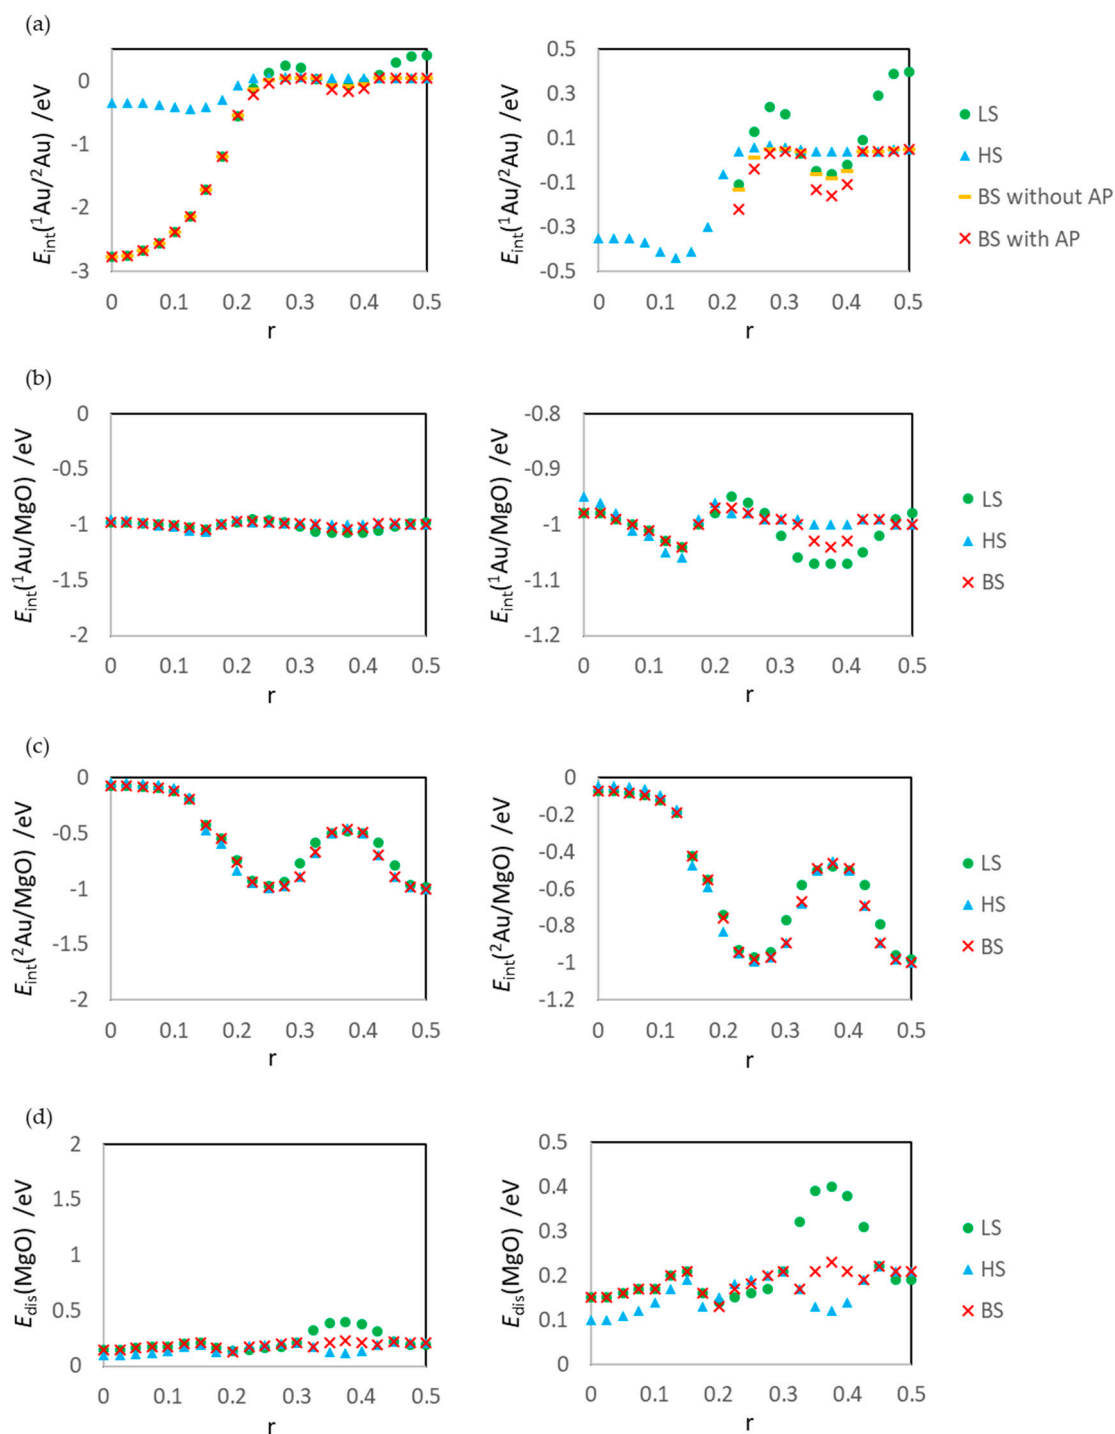 (a)
E_int(¹Au/²Au) /eV
0
-1
-2
-3
0 0.1 0.2 0.3 0.4 0.5
r
E_int(¹Au/²Au) /eV
0.5
0.3
0.1
-0.1
-0.3
-0.5
0 0.1 0.2 0.3 0.4 0.5
r
LS
HS
BS without AP
BS with AP
(b)
E_int(¹Au/MgO) /eV
0
-0.5
-1
-1.5
-2
0 0.1 0.2 0.3 0.4 0.5
r
E_int(¹Au/MgO) /eV
-0.8
-0.9
-1
-1.1
-1.2
0 0.1 0.2 0.3 0.4 0.5
r
LS
HS
BS
(c)
E_int(²Au/MgO) /eV
0
-0.5
-1
-1.5
-2
0 0.1 0.2 0.3 0.4 0.5
r
E_int(²Au/MgO) /eV
0
-0.2
-0.4
-0.6
-0.8
-1
-1.2
0 0.1 0.2 0.3 0.4 0.5
r
LS
HS
BS
(d)
E_dis(MgO) /eV
2
1.5
1
0.5
0
0 0.1 0.2 0.3 0.4 0.5
r
E_dis(MgO) /eV
0.5
0.4
0.3
0.2
0.1
0
0 0.1 0.2 0.3 0.4 0.5
r
LS
HS
BS